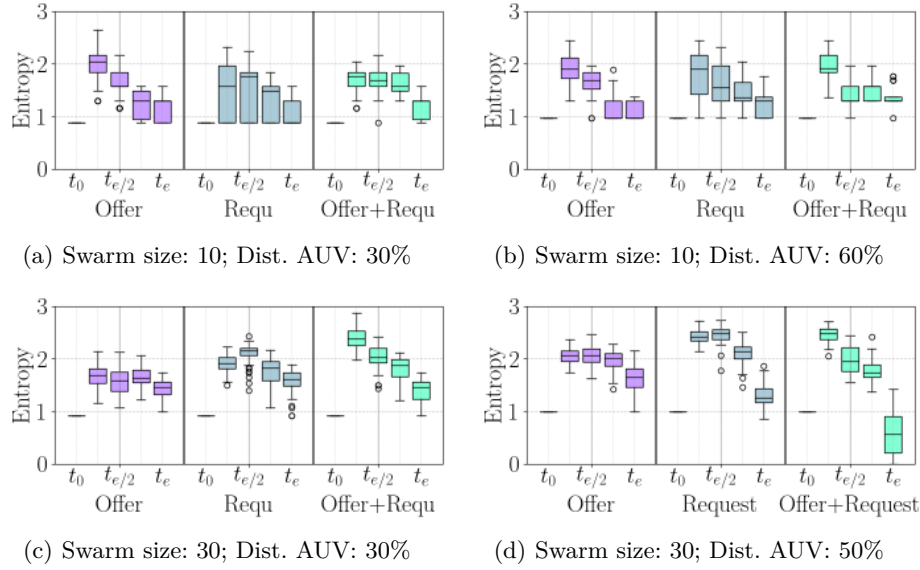 3
2
1
0
Entropy
t0 te/2 te
t0 te/2 te
t0 te/2 te
Offer
Requ
Offer+Requ
(a) Swarm size: 10; Dist. AUV: 30%
3
2
1
0
Entropy
t0 te/2 te
t0 te/2 te
t0 te/2 te
Offer
Requ
Offer+Requ
(b) Swarm size: 10; Dist. AUV: 60%
3
2
1
0
Entropy
t0 te/2 te
t0 te/2 te
t0 te/2 te
Offer
Requ
Offer+Requ
(c) Swarm size: 30; Dist. AUV: 30%
3
2
1
0
Entropy
t0 te/2 te
t0 te/2 te
t0 te/2 te
Offer
Request
Offer+Request
(d) Swarm size: 30; Dist. AUV: 50%